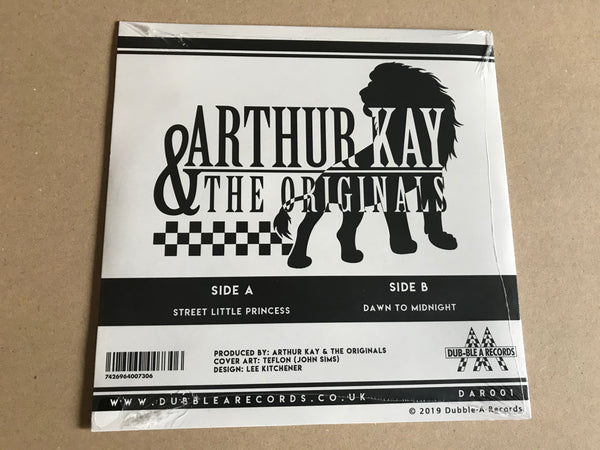 ARTHUR KAY
& THE ORIGINALS
SIDE A
STREET LITTLE PRINCESS
SIDE B
DAWN TO MIDNIGHT
7426964007306
PRODUCED BY: ARTHUR KAY & THE ORIGINALS
COVER ART: TEFLON (JOHN SIMS)
DESIGN: LEE KITCHENER
DUB-BLE A RECORDS
WWW.DUBBLEARECORDS.CO.UK
DAR001
© 2019 Dubble-A Records